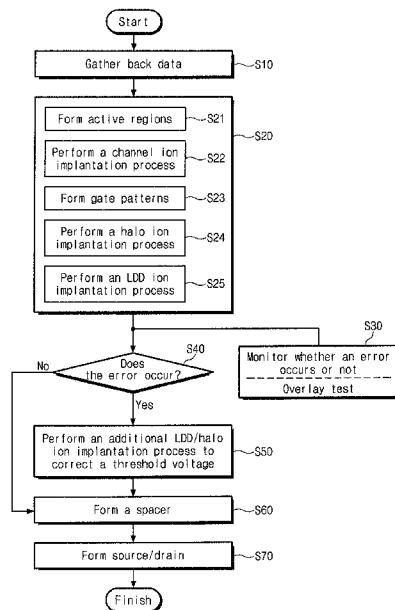 Start
Gather back data
S10
Form active regions
S21
S20
Perform a channel ion
implantation process
S22
Form gate patterns
S23
Perform a halo ion
implantation process
S24
Perform an LDD ion
implantation process
S25
S30
Monitor whether an error
occurs or not
Overlay test
S40
Does
the error occur?
No
Yes
Perform an additional LDD/halo
ion implantation process to
correct a threshold voltage
S50
Form a spacer
S60
Form source/drain
S70
Finish